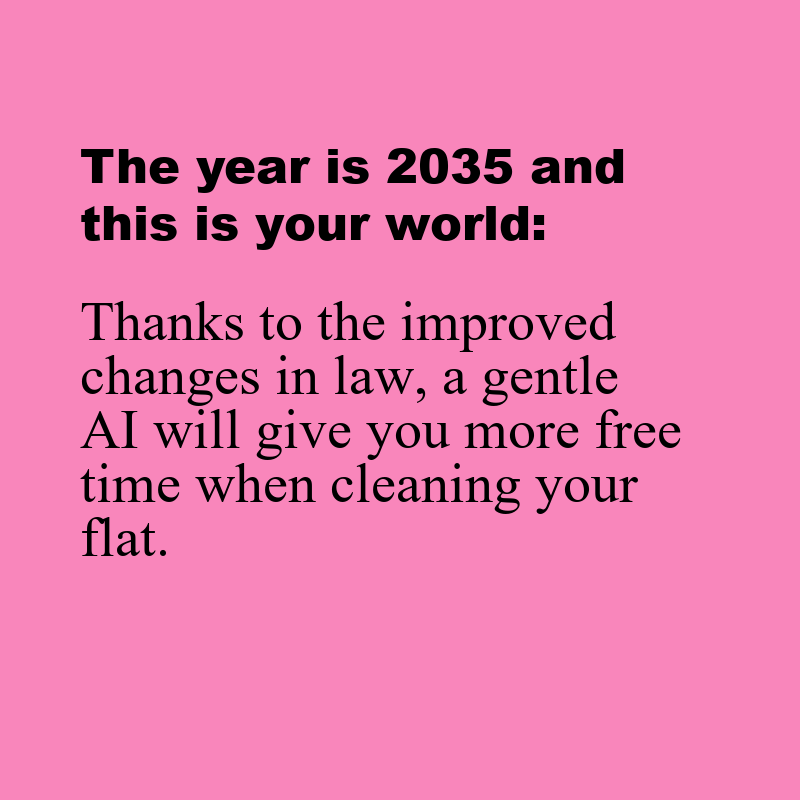 The year is 2035 and
this is your world:
Thanks to the improved
changes in law, a gentle
AI will give you more free
time when cleaning your
flat.